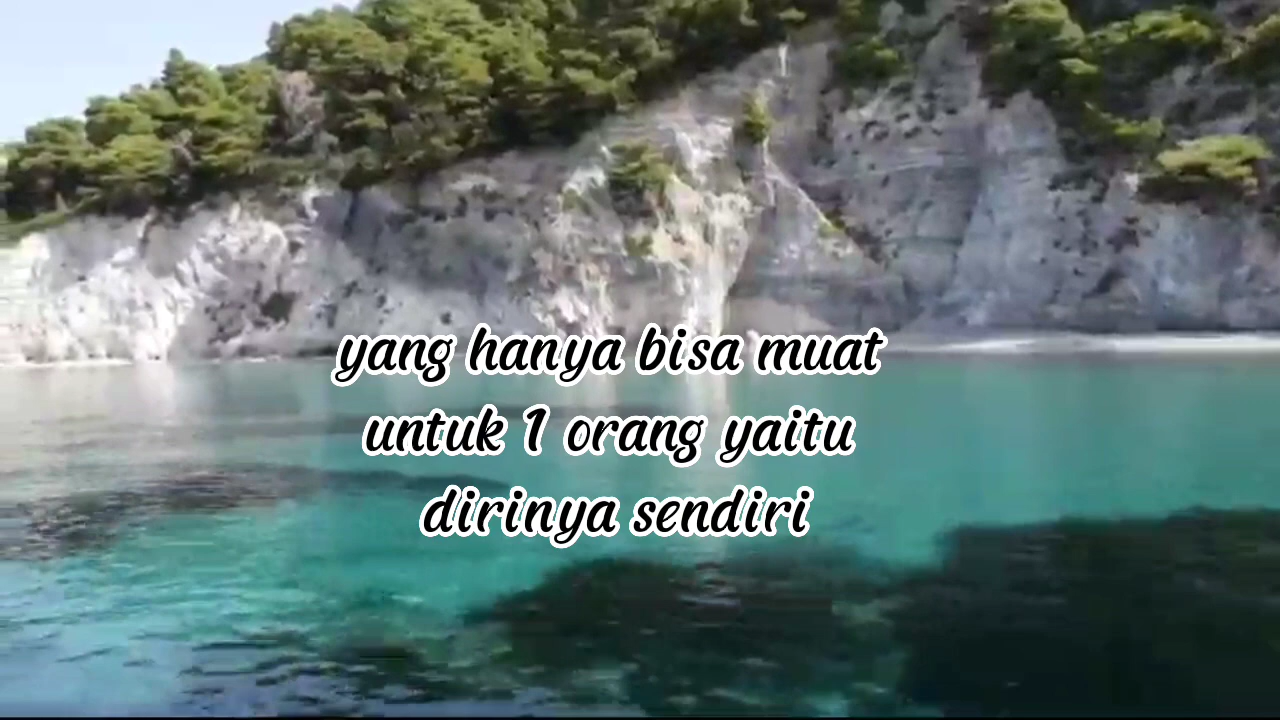 yang hanya bisa muat
untuk 1 orang yaitu
dirinya sendiri